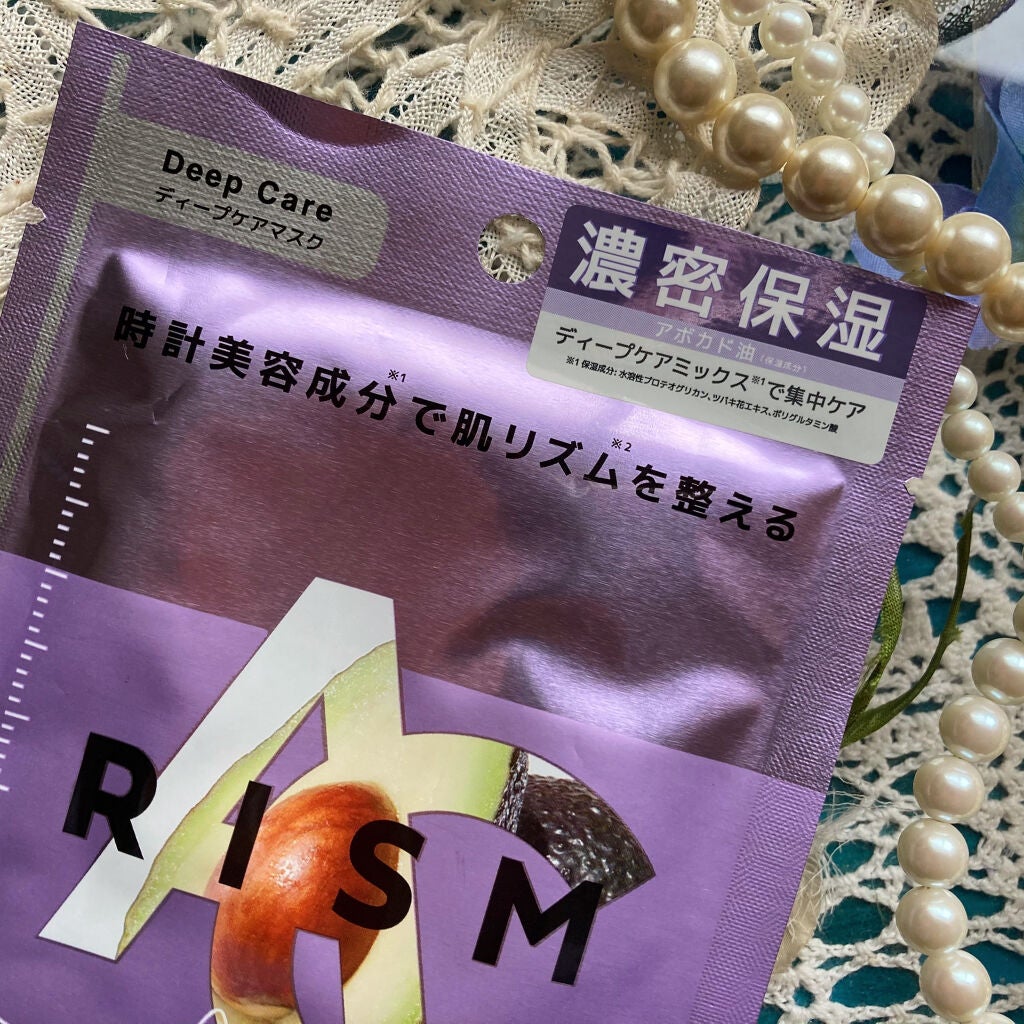 Deep Care
ディープケアマスク
濃密保湿
アボカド油(保湿成分)
ディープケアミックス※1で集中ケア
※1 保湿成分: 水溶性プロテオグリカン、ツバキ花エキス、ポリグルタミン酸
時計美容成分※1で肌リズム※2を整える
RISM